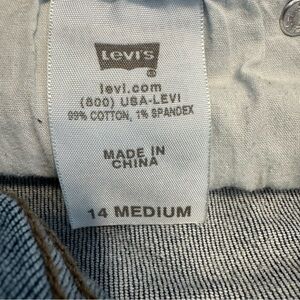 LEVI'S
®
levi.com
(800) USA-LEVI
99% COTTON, 1% SPANDEX
MADE IN
CHINA
14 MEDIUM